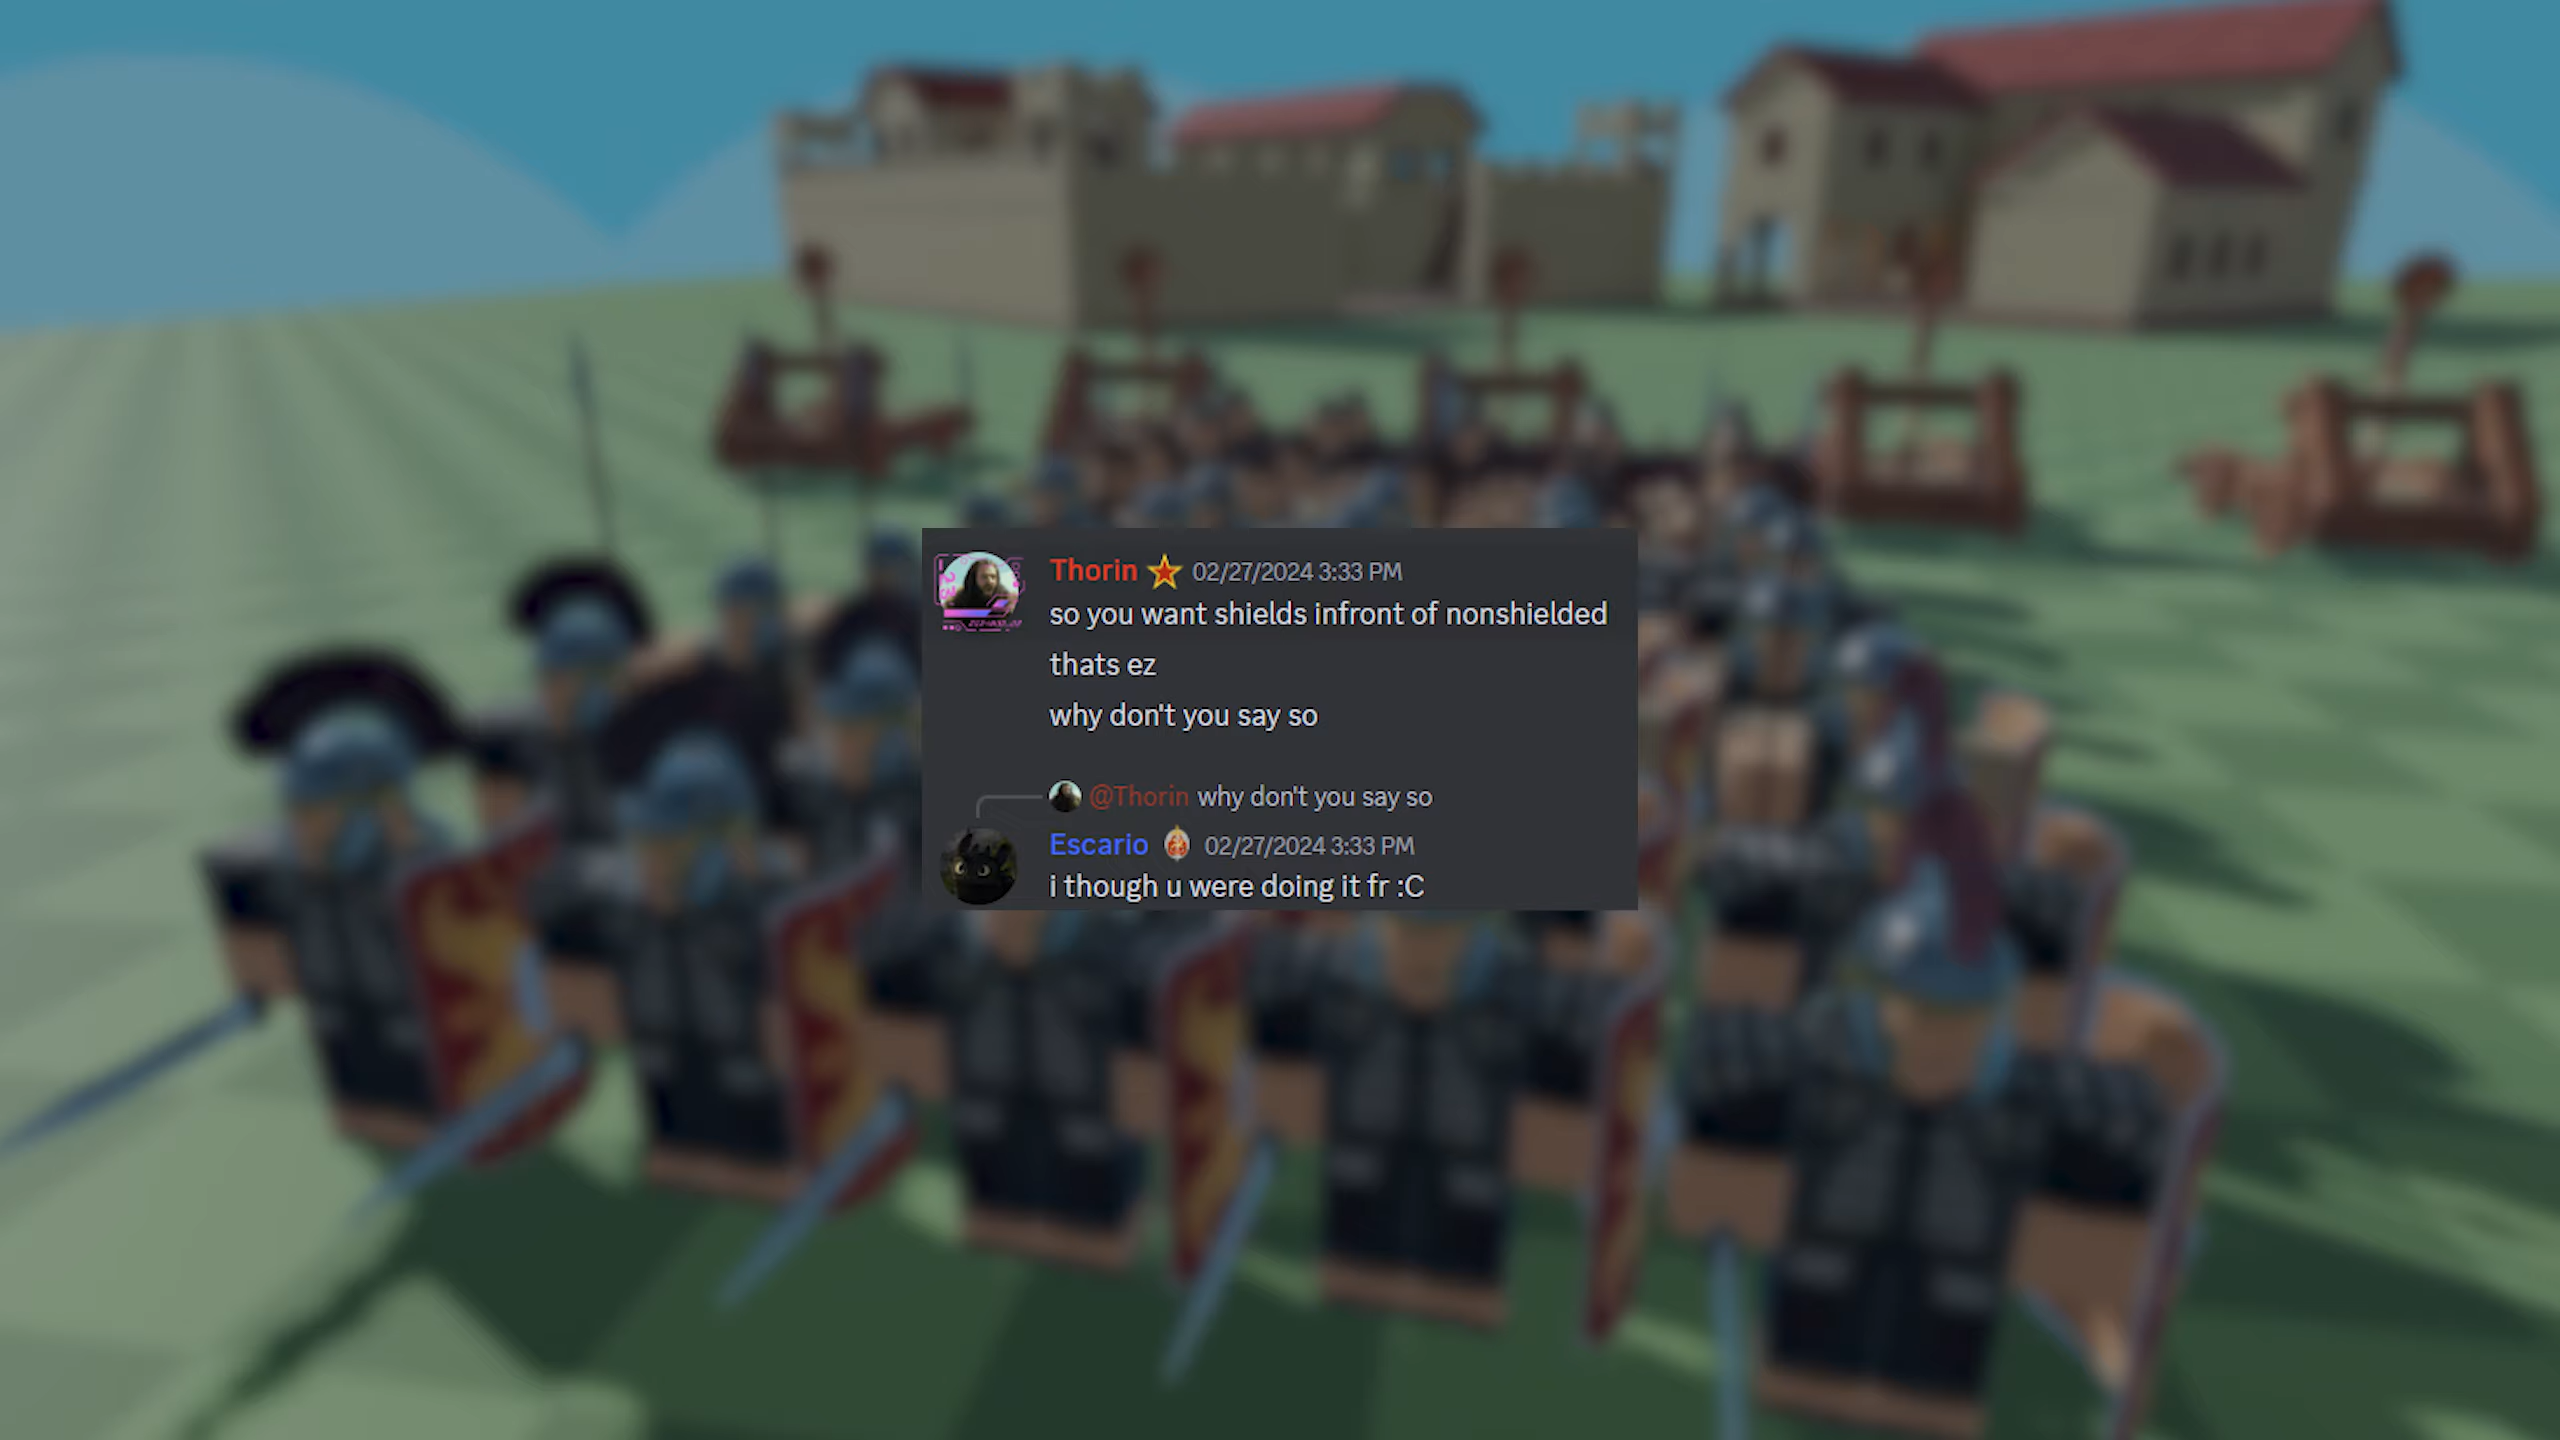 Thorin 02/27/2024 3:33 PM
so you want shields infront of nonshielded
thats ez
why don't you say so
@Thorin why don't you say so
Escario 02/27/2024 3:33 PM
i though u were doing it fr :C